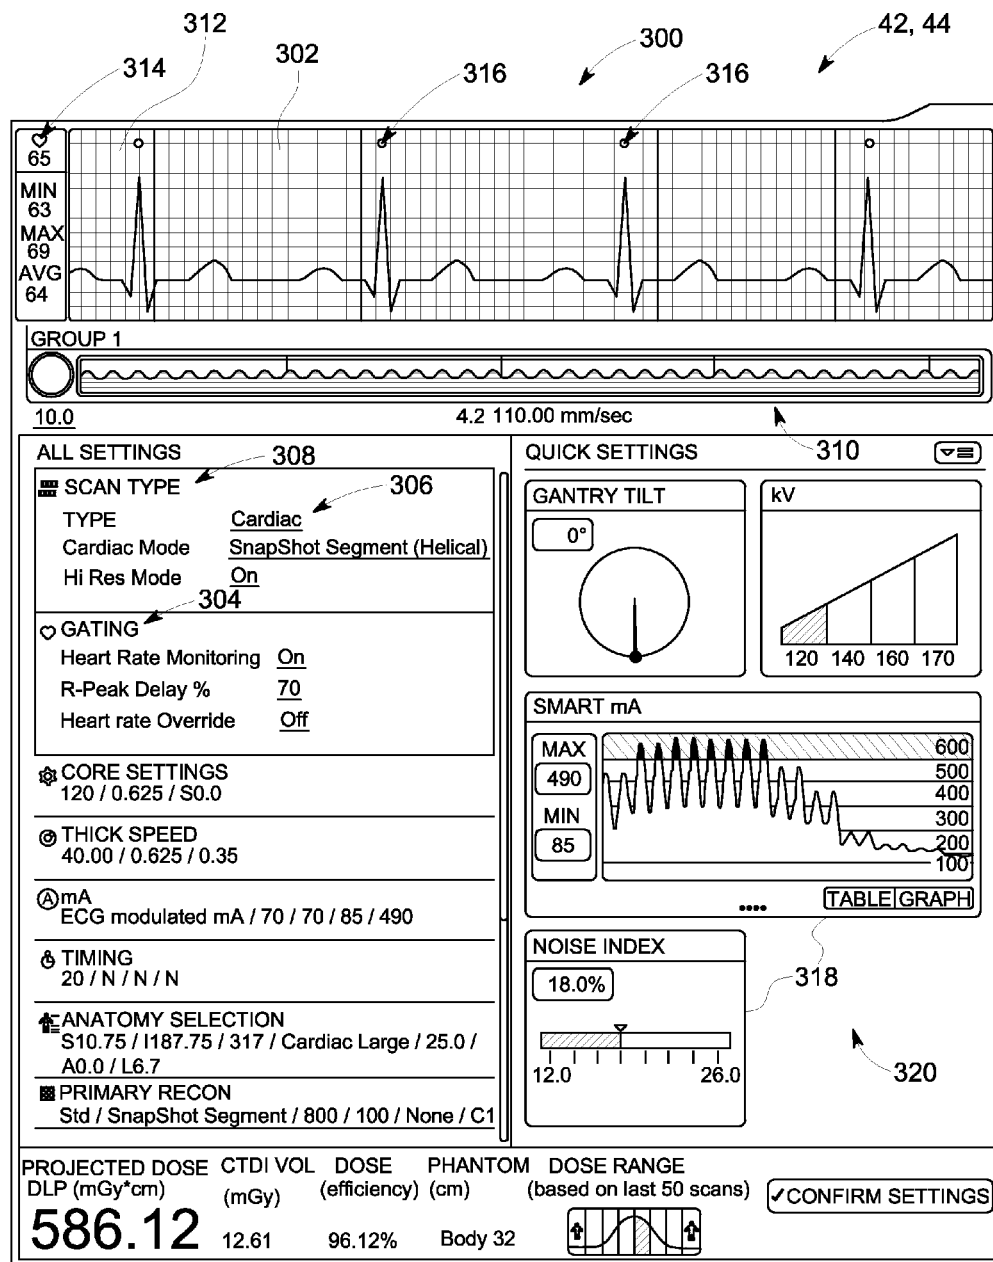 312
314
302
316
300
316
42, 44
65
MIN
63
MAX
69
AVG
64
GROUP 1
10.0
4.2 110.00 mm/sec
310
ALL SETTINGS
308
SCAN TYPE
306
TYPE Cardiac
Cardiac Mode SnapShot Segment (Helical)
Hi Res Mode On
304
GATING
Heart Rate Monitoring On
R-Peak Delay % 70
Heart rate Override Off
CORE SETTINGS
120 / 0.625 / S0.0
THICK SPEED
40.00 / 0.625 / 0.35
A mA
ECG modulated mA / 70 / 70 / 85 / 490
TIMING
20 / N / N / N
ANATOMY SELECTION
S10.75 / I187.75 / 317 / Cardiac Large / 25.0 /
A0.0 / L6.7
PRIMARY RECON
Std / SnapShot Segment / 800 / 100 / None / C1
QUICK SETTINGS
GANTRY TILT
0°
kV
120 140 160 170
SMART mA
MAX
490
MIN
85
600
500
400
300
200
100
TABLE GRAPH
NOISE INDEX
18.0%
12.0 26.0
318
320
PROJECTED DOSE
DLP (mGy*cm)
586.12
CTDI VOL
(mGy)
12.61
DOSE
(efficiency)
96.12%
PHANTOM
(cm)
Body 32
DOSE RANGE
(based on last 50 scans)
✓CONFIRM SETTINGS